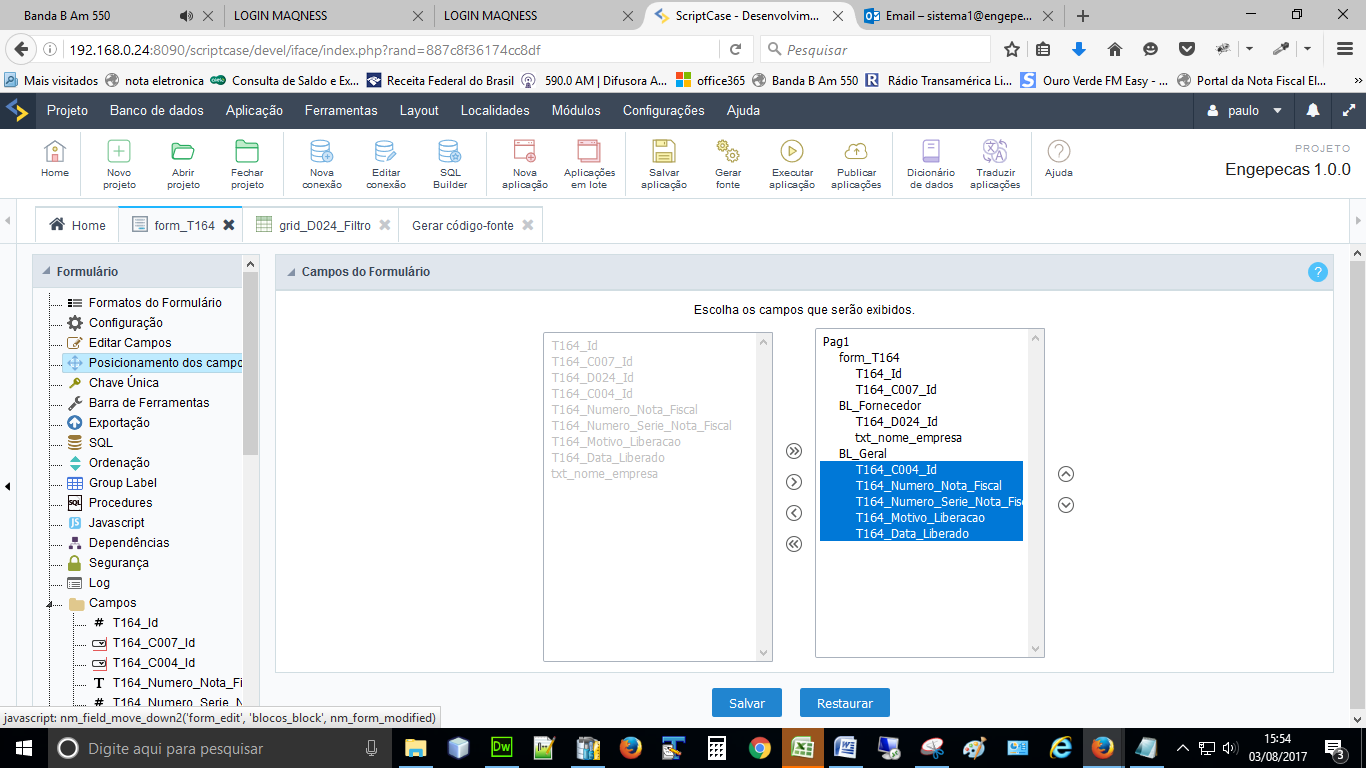 Banda B Am 550
LOGIN MAQNESS
LOGIN MAQNESS
ScriptCase - Desenvolvim...
Email – sistema1@engepe...
192.168.0.24:8090/scriptcase/devel/iface/index.php?rand=887c8f36174cc8df
Pesquisar
Mais visitados
nota eletronica
Consulta de Saldo e Ex...
Receita Federal do Brasil
590.0 AM | Difusora A...
office365
Banda B Am 550
Rádio Transamérica Li...
Ouro Verde FM Easy - ...
Portal da Nota Fiscal El...
Projeto
Banco de dados
Aplicação
Ferramentas
Layout
Localidades
Módulos
Configurações
Ajuda
paulo
Home
Novo projeto
Abrir projeto
Fechar projeto
Nova conexão
Editar conexão
SQL Builder
Nova aplicação
Aplicações em lote
Salvar aplicação
Gerar fonte
Executar aplicação
Publicar aplicações
Dicionário de dados
Traduzir aplicações
Ajuda
PROJETO
Engepecas 1.0.0
Home
form_T164
grid_D024_Filtro
Gerar código-fonte
Formulário
Formatos do Formulário
Configuração
Editar Campos
Posicionamento dos campo
Chave Única
Barra de Ferramentas
Exportação
SQL
Ordenação
Group Label
Procedures
Javascript
Dependências
Segurança
Log
Campos
T164_Id
T164_C007_Id
T164_C004_Id
T164_Numero_Nota_Fi
T164_Numero_Serie_N
Campos do Formulário
?
Escolha os campos que serão exibidos.
T164_Id
T164_C007_Id
T164_D024_Id
T164_C004_Id
T164_Numero_Nota_Fiscal
T164_Numero_Serie_Nota_Fiscal
T164_Motivo_Liberacao
T164_Data_Liberado
txt_nome_empresa
Pag1
form_T164
T164_Id
T164_C007_Id
BL_Fornecedor
T164_D024_Id
txt_nome_empresa
BL_Geral
T164_C004_Id
T164_Numero_Nota_Fiscal
T164_Numero_Serie_Nota_Fisc
T164_Motivo_Liberacao
T164_Data_Liberado
Salvar
Restaurar
javascript: nm_field_move_down2('form_edit', 'blocos_block', nm_form_modified)
Digite aqui para pesquisar
15:54
03/08/2017
3